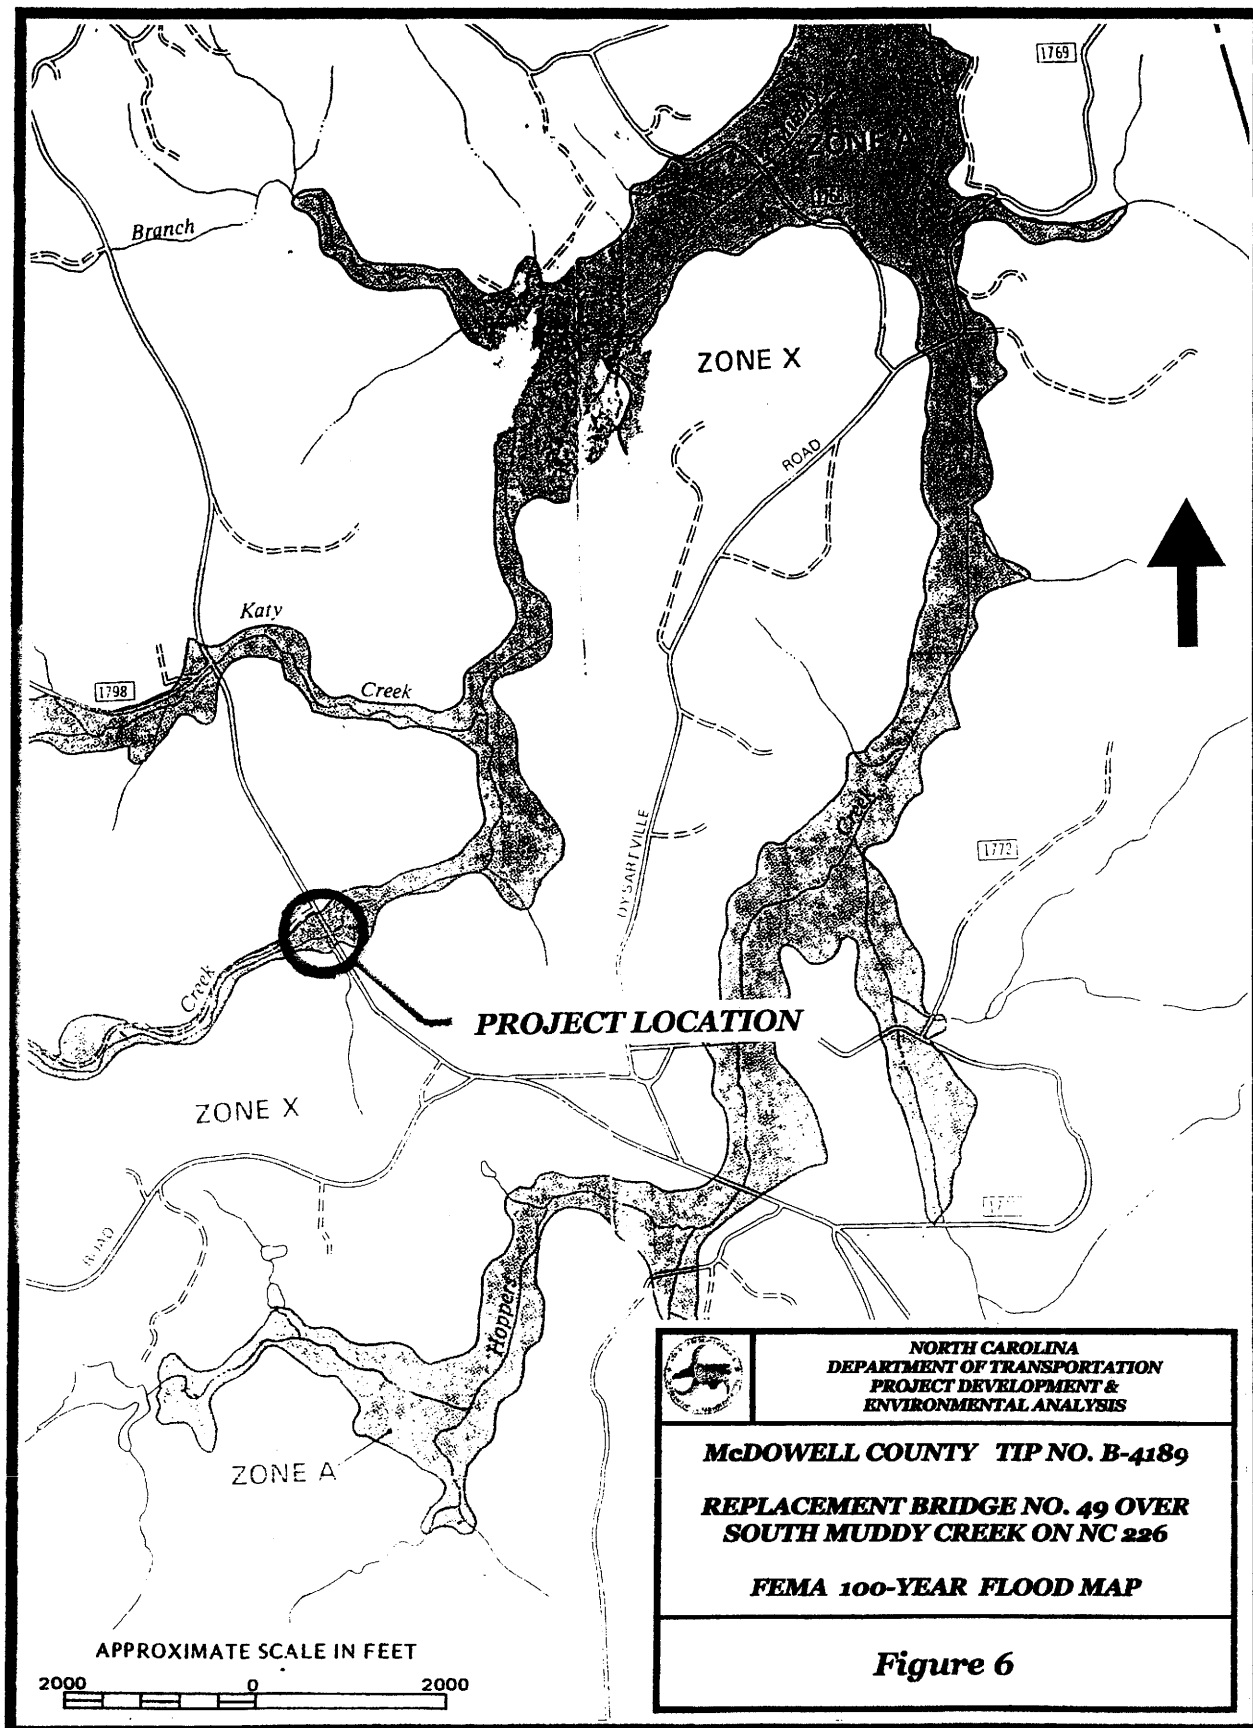 1769
ZONE A
Branch
ZONE X
ROAD
Katy
1798
Creek
Creek
DYSARTVILLE
1772
Creek
PROJECT LOCATION
ZONE X
ROAD
Hoppers
ZONE A
NORTH CAROLINA
DEPARTMENT OF TRANSPORTATION
PROJECT DEVELOPMENT &
ENVIRONMENTAL ANALYSIS
McDOWELL COUNTY TIP NO. B-4189
REPLACEMENT BRIDGE NO. 49 OVER
SOUTH MUDDY CREEK ON NC 226
FEMA 100-YEAR FLOOD MAP
Figure 6
APPROXIMATE SCALE IN FEET
2000 0 2000